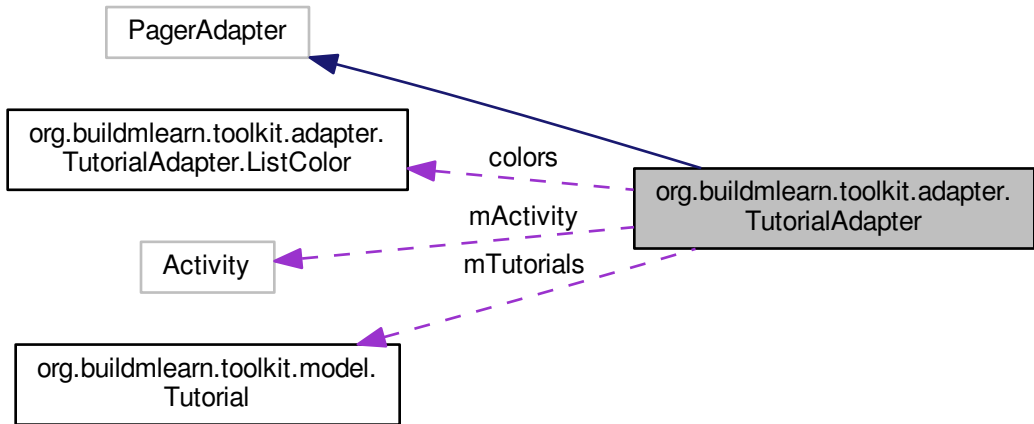 PagerAdapter
org.buildmlearn.toolkit.adapter.
TutorialAdapter.ListColor
colors
org.buildmlearn.toolkit.adapter.
TutorialAdapter
mActivity
Activity
mTutorials
org.buildmlearn.toolkit.model.
Tutorial